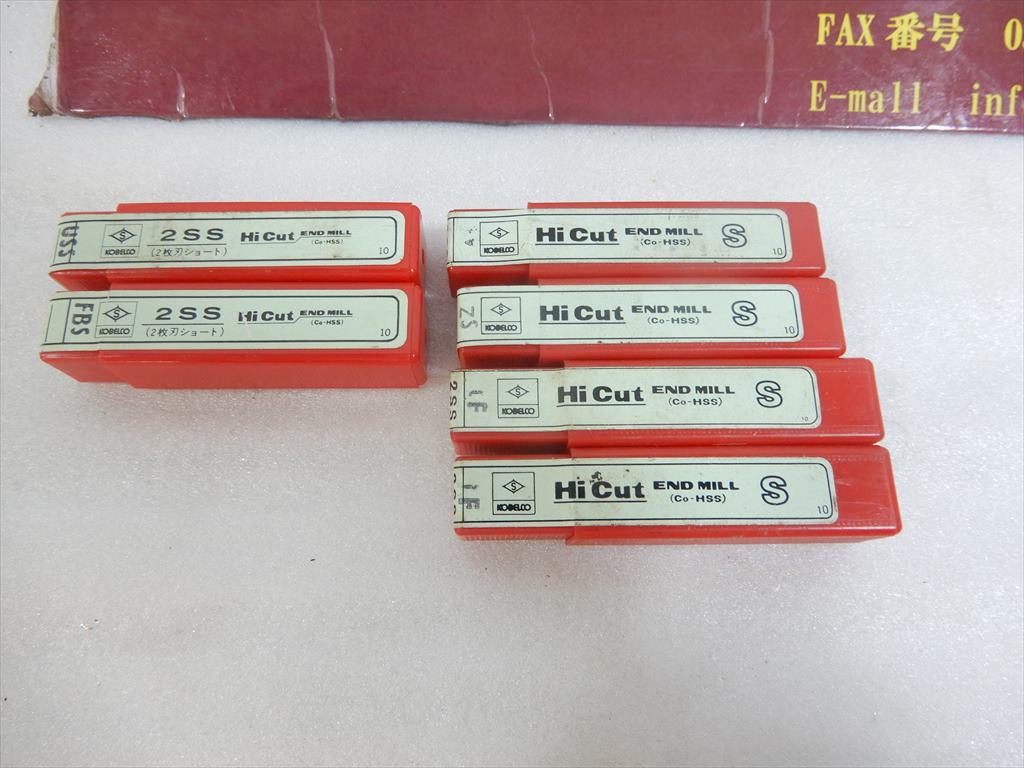 FAX 番号 0
E-mall inf
USS
S
KOBELCO
2SS
(2枚刃ショート)
Hi Cut END MILL
(Co-HSS)
10
FBS
S
KOBELCO
2SS
(2枚刃ショート)
Hi Cut END MILL
(Co-HSS)
10
S
KOBELCO
Hi Cut END MILL
(Co-HSS)
S
10
ZS
S
KOBELCO
Hi Cut END MILL
(Co-HSS)
S
10
2SS
S
KOBELCO
Hi Cut END MILL
(Co-HSS)
S
10
S
KOBELCO
Hi Cut END MILL
(Co-HSS)
S
10